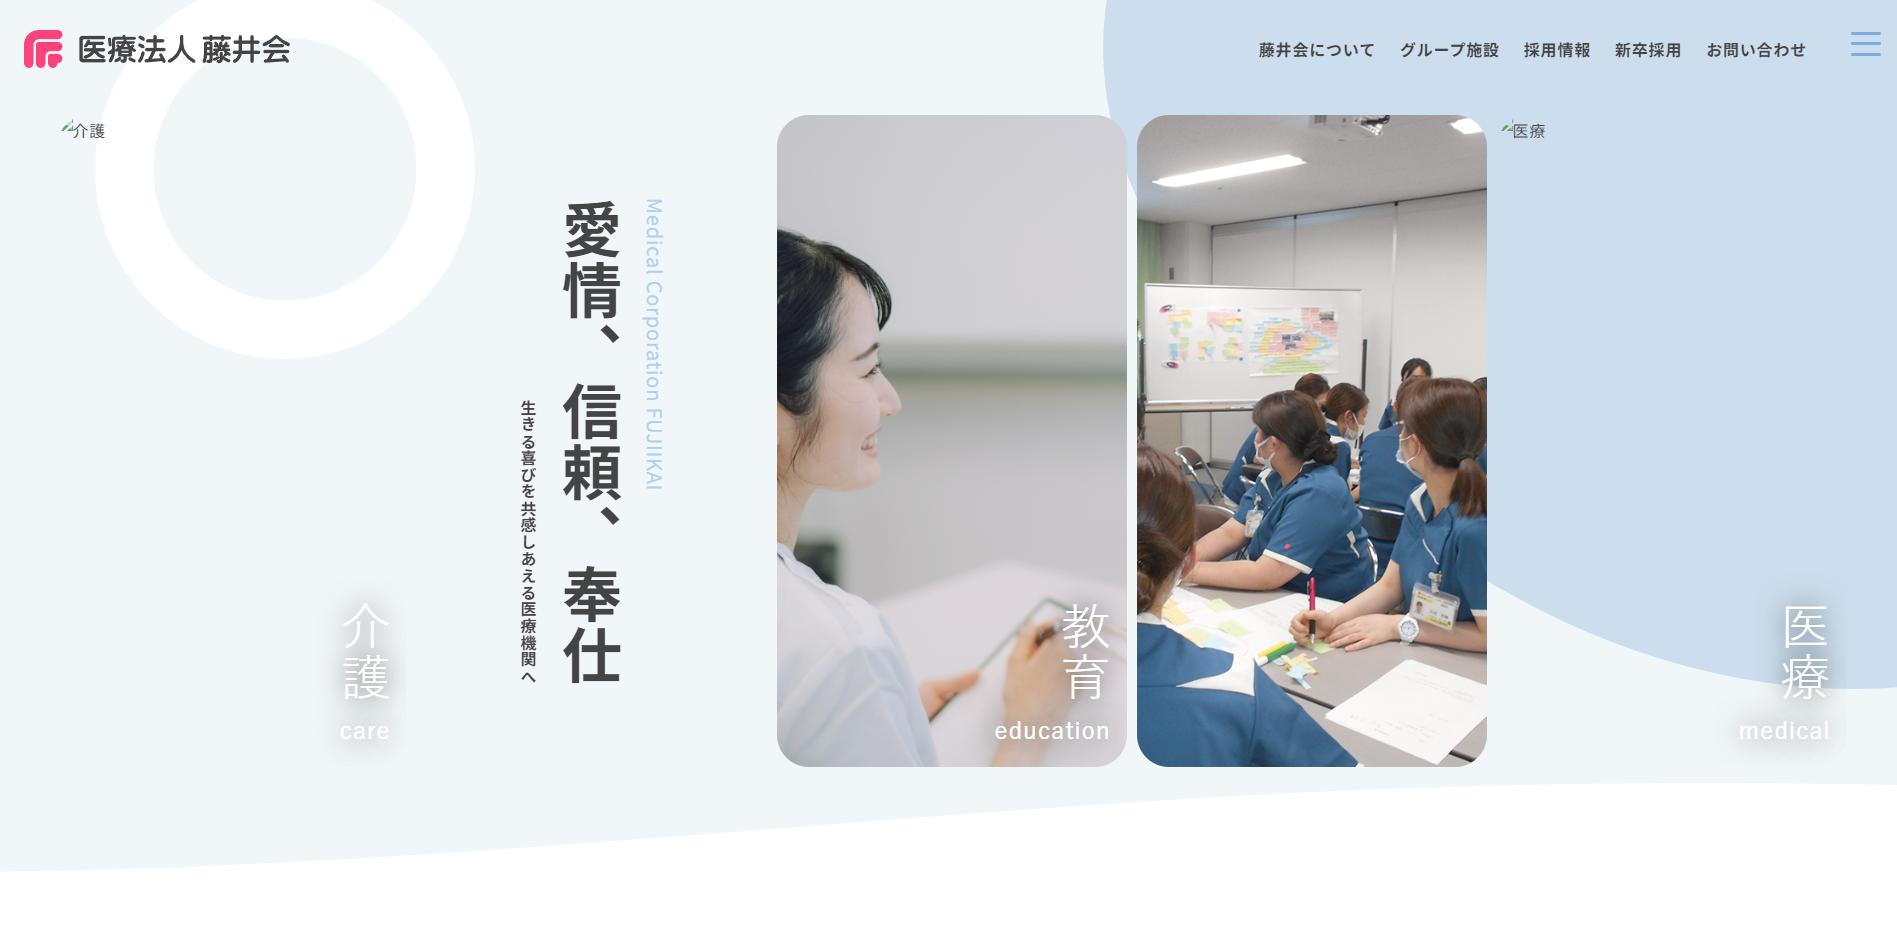 医療法人 藤井会
藤井会について
グループ施設
採用情報
新卒採用
お問い合わせ
介護
医療
Medical Corporation FUJIIKAI
愛情、信頼、奉仕
生きる喜びを共感しあえる医療機関へ
介護
care
教育
education
医療
medical